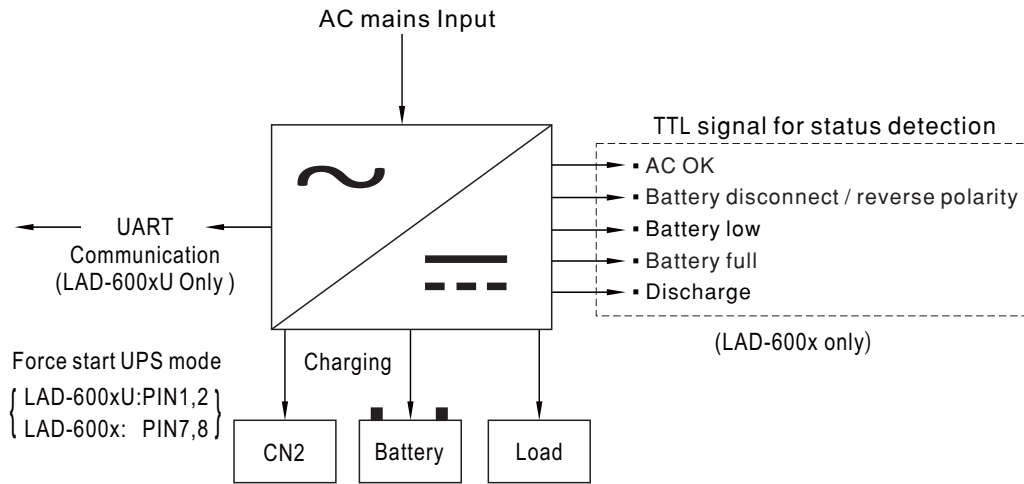 AC mains Input
TTL signal for status detection
▪ AC OK
▪ Battery disconnect / reverse polarity
▪ Battery low
▪ Battery full
▪ Discharge
(LAD-600x only)
UART
Communication
(LAD-600xU Only )
Force start UPS mode
LAD-600xU:PIN1,2
LAD-600x: PIN7,8
Charging
CN2
Battery
Load